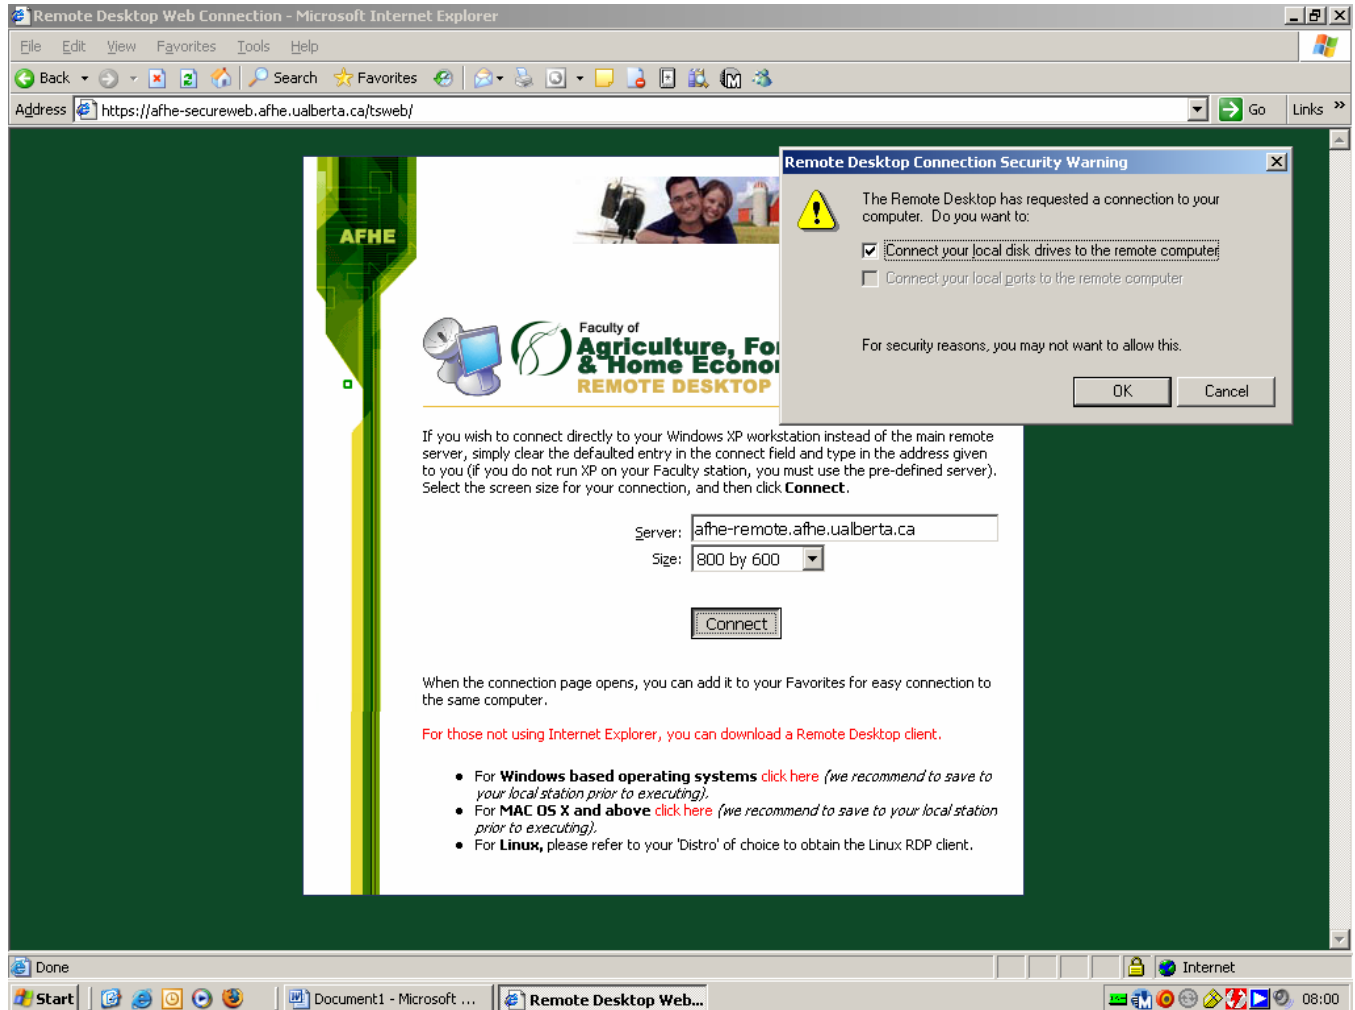 Remote Desktop Web Connection - Microsoft Internet Explorer
File Edit View Favorites Tools Help
Back Search Favorites
Address https://afhe-secureweb.afhe.ualberta.ca/tsweb/ Go Links »
AFHE
Remote Desktop Connection Security Warning
The Remote Desktop has requested a connection to your
computer. Do you want to:
Connect your local disk drives to the remote computer
Connect your local ports to the remote computer
For security reasons, you may not want to allow this.
OK Cancel
Faculty of
Agriculture, Fo
& Home Econo
REMOTE DESKTOP
If you wish to connect directly to your Windows XP workstation instead of the main remote
server, simply clear the defaulted entry in the connect field and type in the address given
to you (if you do not run XP on your Faculty station, you must use the pre-defined server).
Select the screen size for your connection, and then click Connect.
Server: afhe-remote.afhe.ualberta.ca
Size: 800 by 600
Connect
When the connection page opens, you can add it to your Favorites for easy connection to
the same computer.
For those not using Internet Explorer, you can download a Remote Desktop client.
• For Windows based operating systems click here (we recommend to save to
your local station prior to executing).
• For MAC OS X and above click here (we recommend to save to your local station
prior to executing).
• For Linux, please refer to your 'Distro' of choice to obtain the Linux RDP client.
Done Internet
Start Document1 - Microsoft ... Remote Desktop Web... 08:00